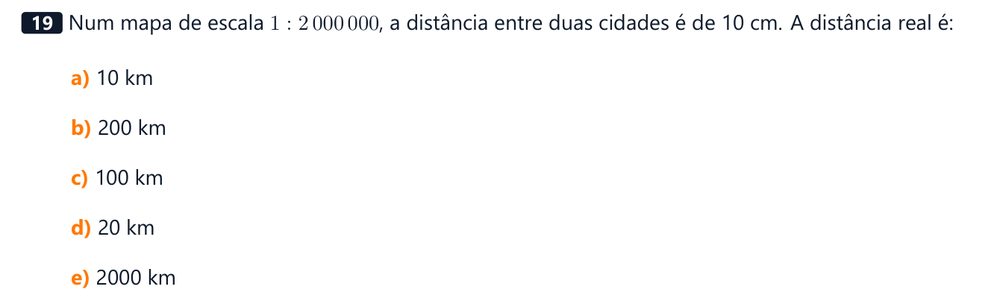 19 Num mapa de escala 1 : 2 000 000, a distância entre duas cidades é de 10 cm. A distância real é:
a) 10 km
b) 200 km
c) 100 km
d) 20 km
e) 2000 km